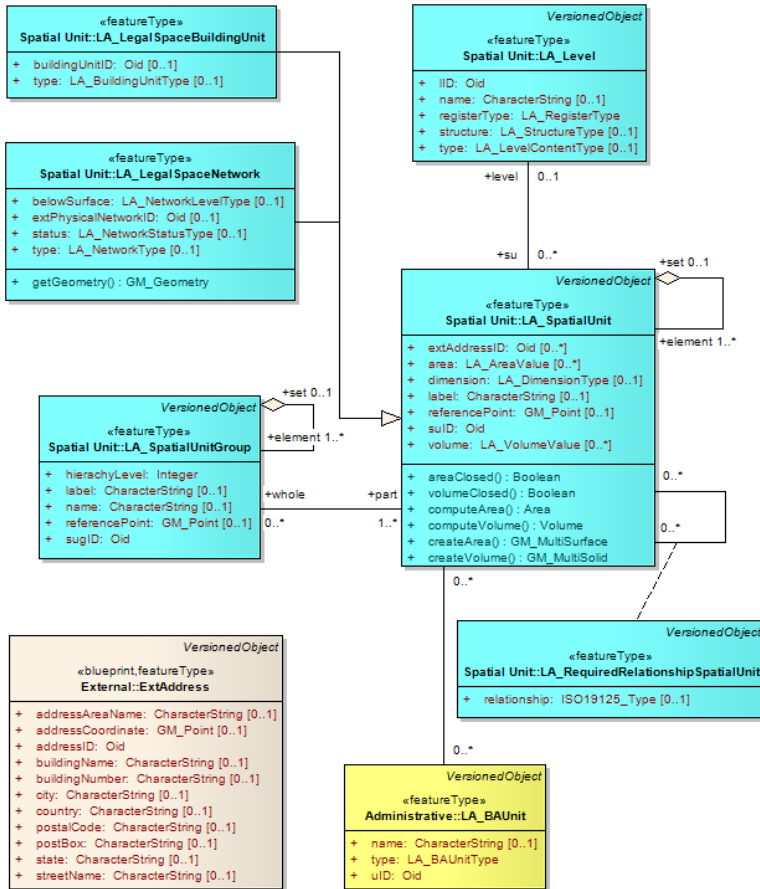 «featureType»
Spatial Unit::LA_LegalSpaceBuildingUnit
+ buildingUnitID: Oid [0..1]
+ type: LA_BuildingUnitType [0..1]
VersionedObject
«featureType»
Spatial Unit::LA_Level
+ lID: Oid
+ name: CharacterString [0..1]
+ registerType: LA_RegisterType
+ structure: LA_StructureType [0..1]
+ type: LA_LevelContentType [0..1]
«featureType»
Spatial Unit::LA_LegalSpaceNetwork
+ belowSurface: LA_NetworkLevelType [0..1]
+ extPhysicalNetworkID: Oid [0..1]
+ status: LA_NetworkStatusType [0..1]
+ type: LA_NetworkType [0..1]
+ getGeometry() : GM_Geometry
+level 0..1
+su 0..*
VersionedObject
«featureType»
Spatial Unit::LA_SpatialUnit
+ extAddressID: Oid [0..*]
+ area: LA_AreaValue [0..*]
+ dimension: LA_DimensionType [0..1]
+ label: CharacterString [0..1]
+ referencePoint: GM_Point [0..1]
+ suID: Oid
+ volume: LA_VolumeValue [0..*]
+ areaClosed() : Boolean
+ volumeClosed() : Boolean
+ computeArea() : Area
+ computeVolume() : Volume
+ createArea() : GM_MultiSurface
+ createVolume() : GM_MultiSolid
+set 0..1
+element 1..*
+set 0..1
+element 1..*
VersionedObject
«featureType»
Spatial Unit::LA_SpatialUnitGroup
+ hierachyLevel: Integer
+ label: CharacterString [0..1]
+ name: CharacterString [0..1]
+ referencePoint: GM_Point [0..1]
+ sugID: Oid
+whole
0..*
+part
1..*
0..*
0..*
0..*
VersionedObject
«featureType»
Spatial Unit::LA_RequiredRelationshipSpatialUnit
+ relationship: ISO19125_Type [0..1]
VersionedObject
«blueprint,featureType»
External::ExtAddress
+ addressAreaName: CharacterString [0..1]
+ addressCoordinate: GM_Point [0..1]
+ addressID: Oid
+ buildingName: CharacterString [0..1]
+ buildingNumber: CharacterString [0..1]
+ city: CharacterString [0..1]
+ country: CharacterString [0..1]
+ postalCode: CharacterString [0..1]
+ postBox: CharacterString [0..1]
+ state: CharacterString [0..1]
+ streetName: CharacterString [0..1]
0..*
VersionedObject
«featureType»
Administrative::LA_BAUnit
+ name: CharacterString [0..1]
+ type: LA_BAUnitType
+ uID: Oid